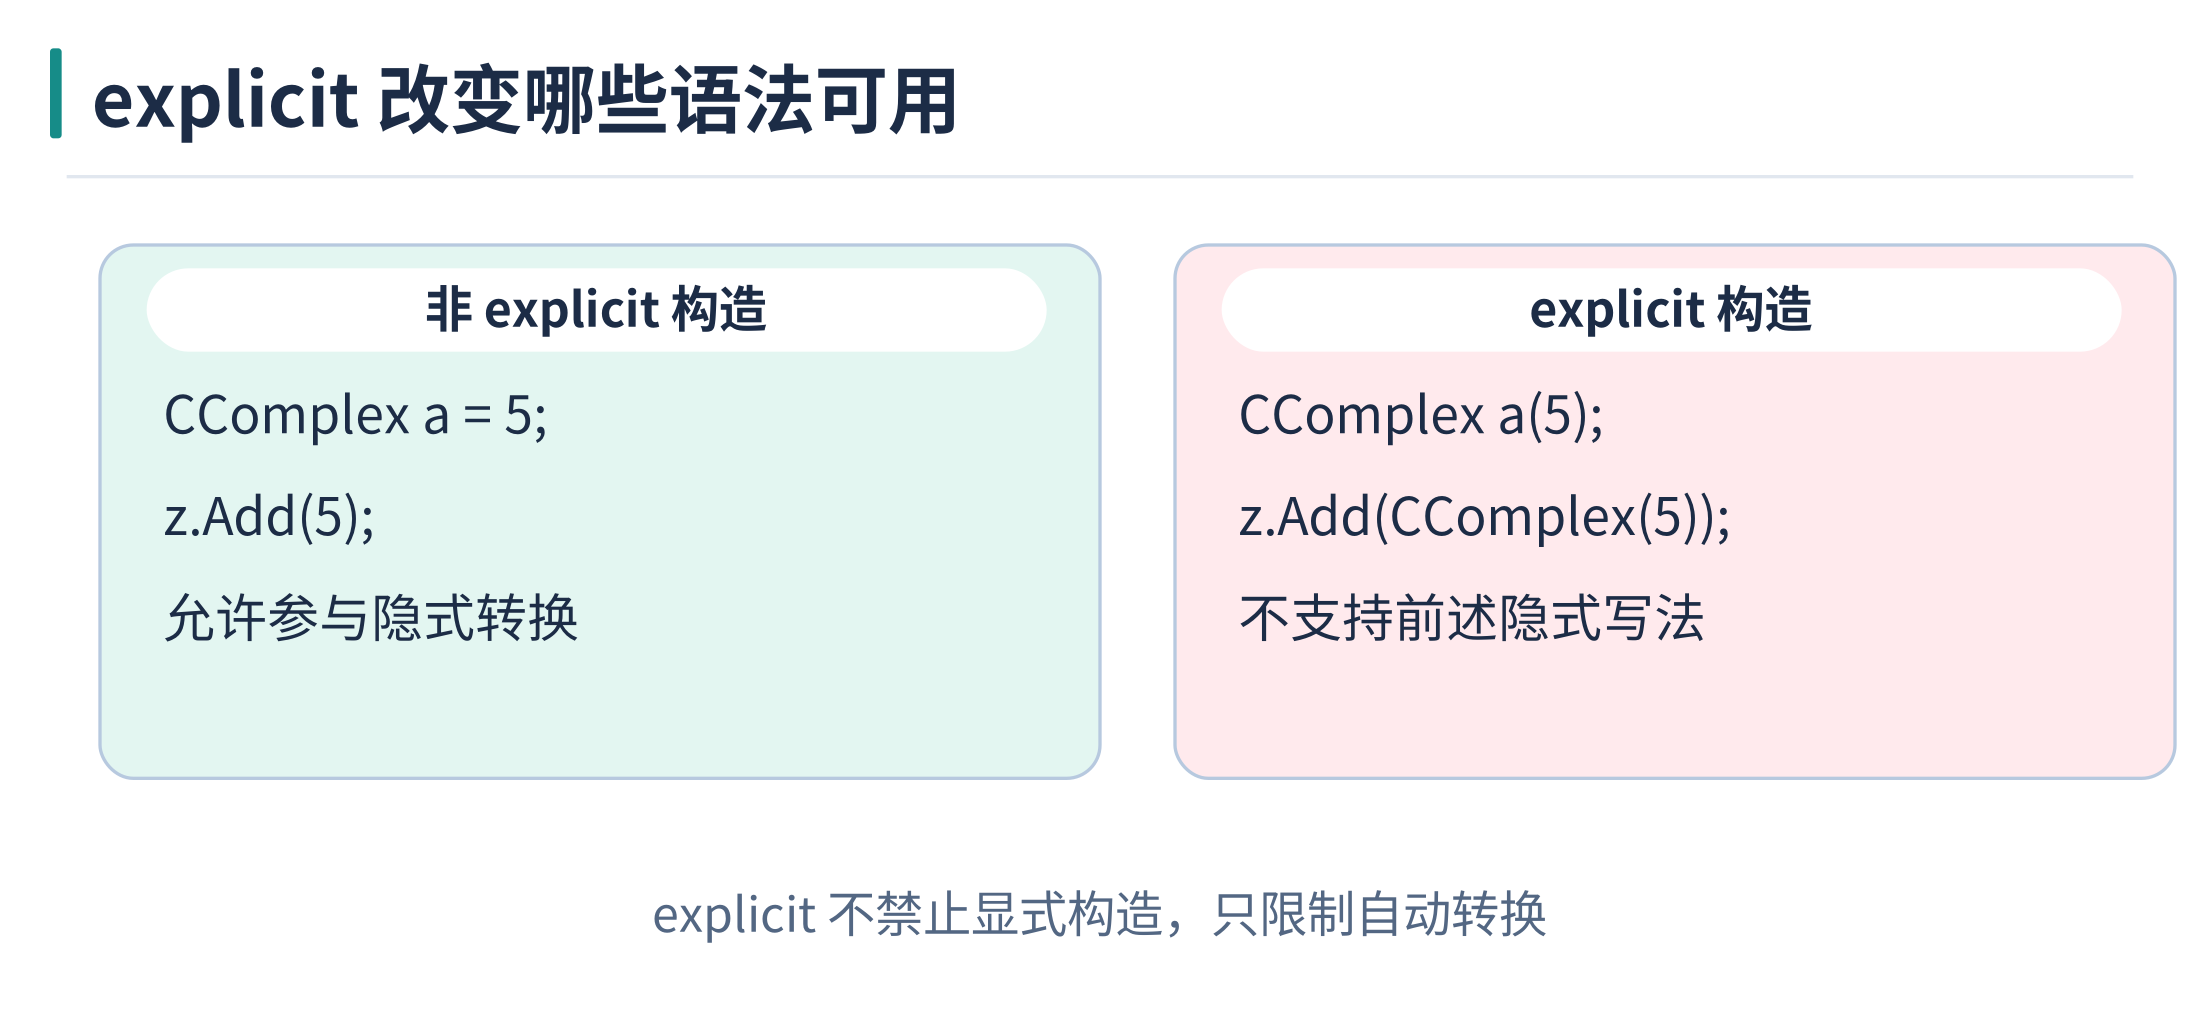 explicit 改变哪些语法可用
非 explicit 构造
CComplex a = 5;
z.Add(5);
允许参与隐式转换
explicit 构造
CComplex a(5);
z.Add(CComplex(5));
不支持前述隐式写法
explicit 不禁止显式构造，只限制自动转换